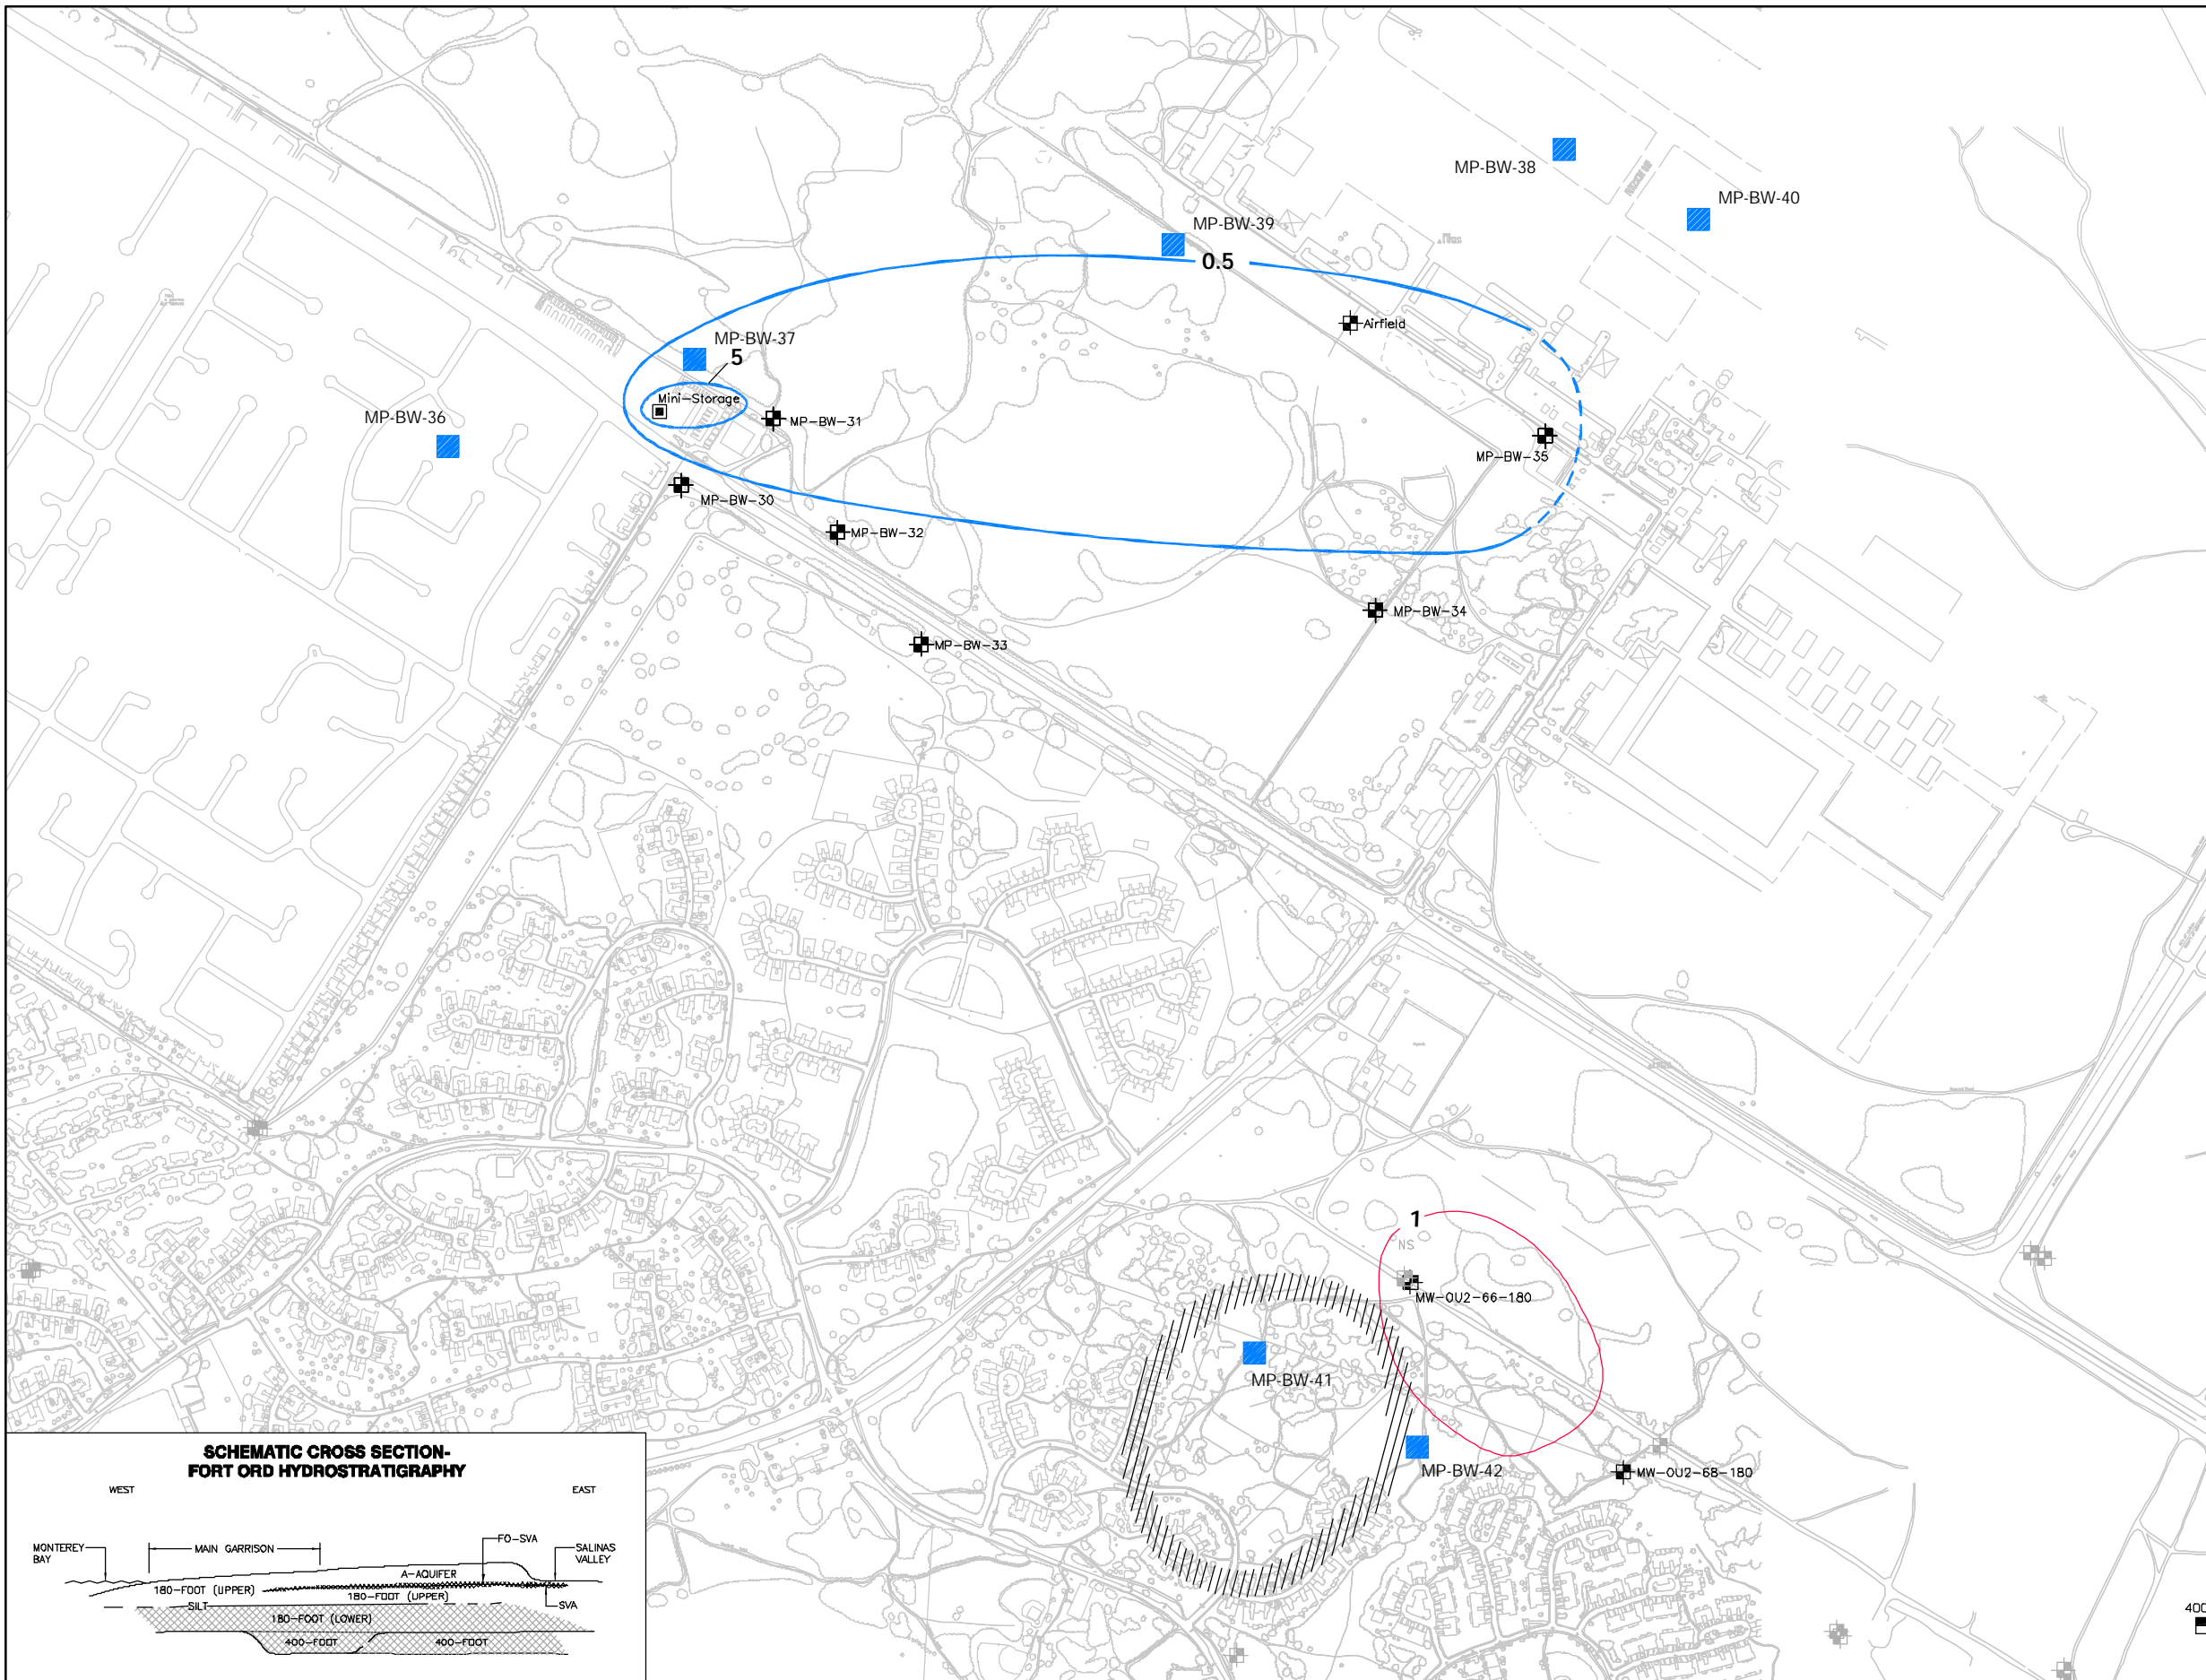 MP-BW-38
MP-BW-40
MP-BW-39
0.5
Airfield
MP-BW-37
5
Mini-Storage
MP-BW-36
MP-BW-31
MP-BW-35
MP-BW-30
MP-BW-32
MP-BW-34
MP-BW-33
1
NS
MW-OU2-66-180
MP-BW-41
MP-BW-42
MW-OU2-68-180
SCHEMATIC CROSS SECTION-
FORT ORD HYDROSTRATIGRAPHY
WEST
EAST
FO-SVA
MONTEREY
BAY
MAIN GARRISON
SALINAS
VALLEY
A-AQUIFER
180-FOOT (UPPER)
180-FOOT (UPPER)
SILT
SVA
180-FOOT (LOWER)
400-FOOT
400-FOOT
400